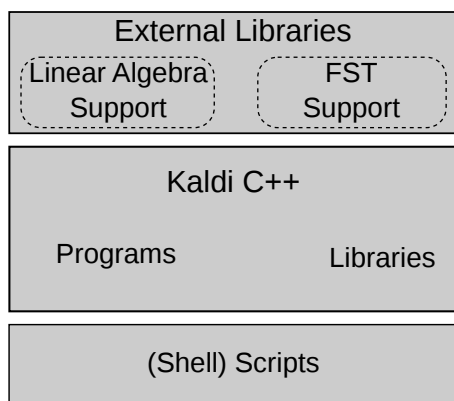 External Libraries
Linear Algebra
Support
FST
Support
Kaldi C++
Programs
Libraries
(Shell) Scripts